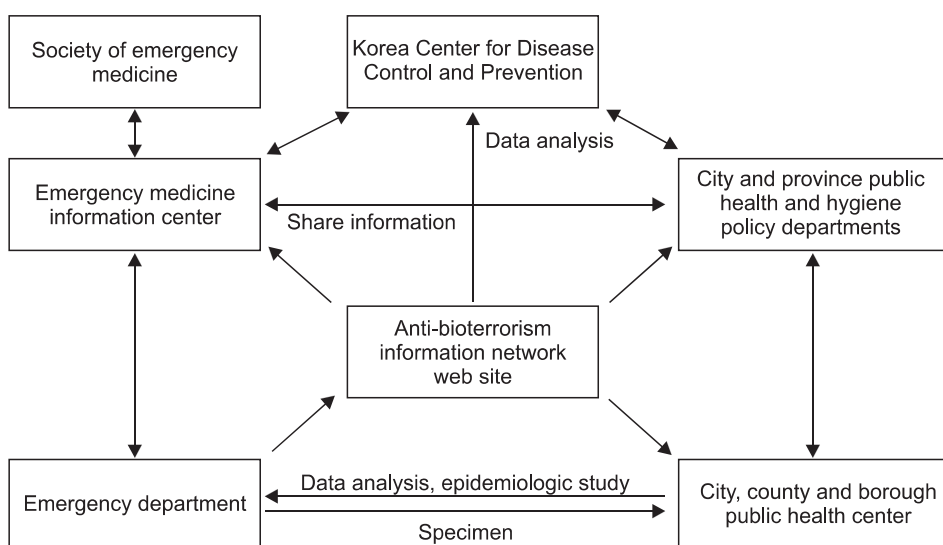 Society of emergency
medicine
Korea Center for Disease
Control and Prevention
Data analysis
Emergency medicine
information center
City and province public
health and hygiene
policy departments
Share information
Anti-bioterrorism
information network
web site
Emergency department
Data analysis, epidemiologic study
Specimen
City, county and borough
public health center